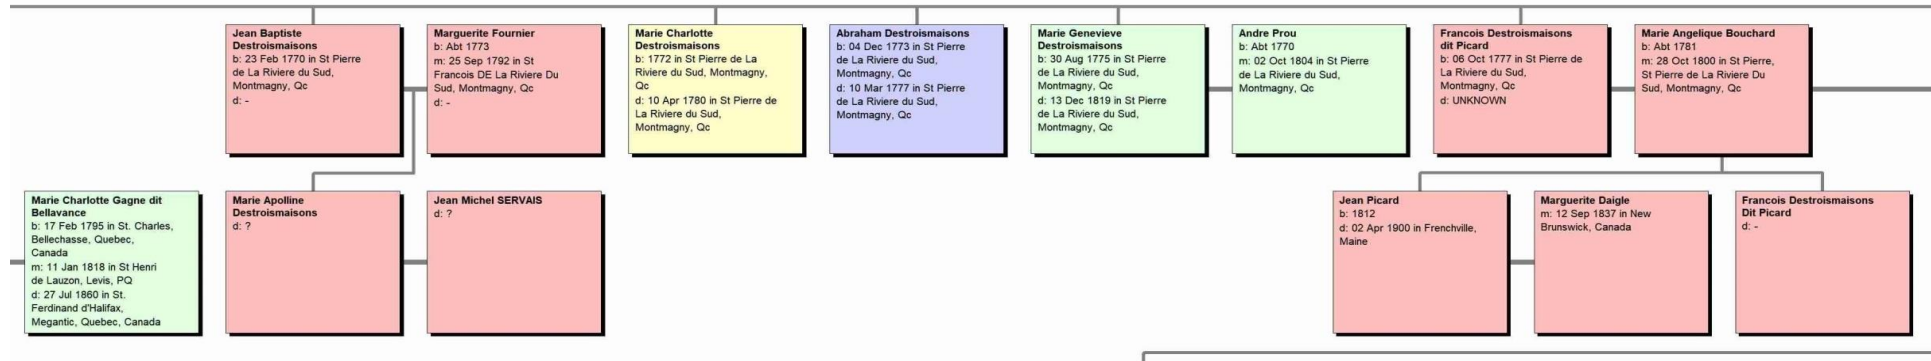 Jean Baptiste
Destroismaisons
b: 23 Feb 1770 in St Pierre
de La Riviere du Sud,
Montmagny, Qc
d: -
Marguerite Fournier
b: Abt 1773
m: 25 Sep 1792 in St
Francois DE La Riviere Du
Sud, Montmagny, Qc
d: -
Marie Charlotte
Destroismaisons
b: 1772 in St Pierre de La
Riviere du Sud, Montmagny,
Qc
d: 10 Apr 1780 in St Pierre de
La Riviere du Sud,
Montmagny, Qc
Abraham Destroismaisons
b: 04 Dec 1773 in St Pierre
de La Riviere du Sud,
Montmagny, Qc
d: 10 Mar 1777 in St Pierre
de La Riviere du Sud,
Montmagny, Qc
Marie Genevieve
Destroismaisons
b: 30 Aug 1775 in St Pierre
de La Riviere du Sud,
Montmagny, Qc
d: 13 Dec 1819 in St Pierre
de La Riviere du Sud,
Montmagny, Qc
Andre Prou
b: Abt 1770
m: 02 Oct 1804 in St Pierre
de La Riviere du Sud,
Montmagny, Qc
Francois Destroismaisons
dit Picard
b: 06 Oct 1777 in St Pierre de
La Riviere du Sud,
Montmagny, Qc
d: UNKNOWN
Marie Angelique Bouchard
b: Abt 1781
m: 28 Oct 1800 in St Pierre,
St Pierre de La Riviere Du
Sud, Montmagny, Qc
Marie Charlotte Gagne dit
Bellavance
b: 17 Feb 1795 in St. Charles,
Bellechasse, Quebec,
Canada
m: 11 Jan 1818 in St Henri
de Lauzon, Levis, PQ
d: 27 Jul 1860 in St.
Ferdinand d'Halifax,
Megantic, Quebec, Canada
Marie Apolline
Destroismaisons
d: ?
Jean Michel SERVAIS
d: ?
Jean Picard
b: 1812
d: 02 Apr 1900 in Frenchville,
Maine
Marguerite Daigle
m: 12 Sep 1837 in New
Brunswick, Canada
Francois Destroismaisons
Dit Picard
d: -